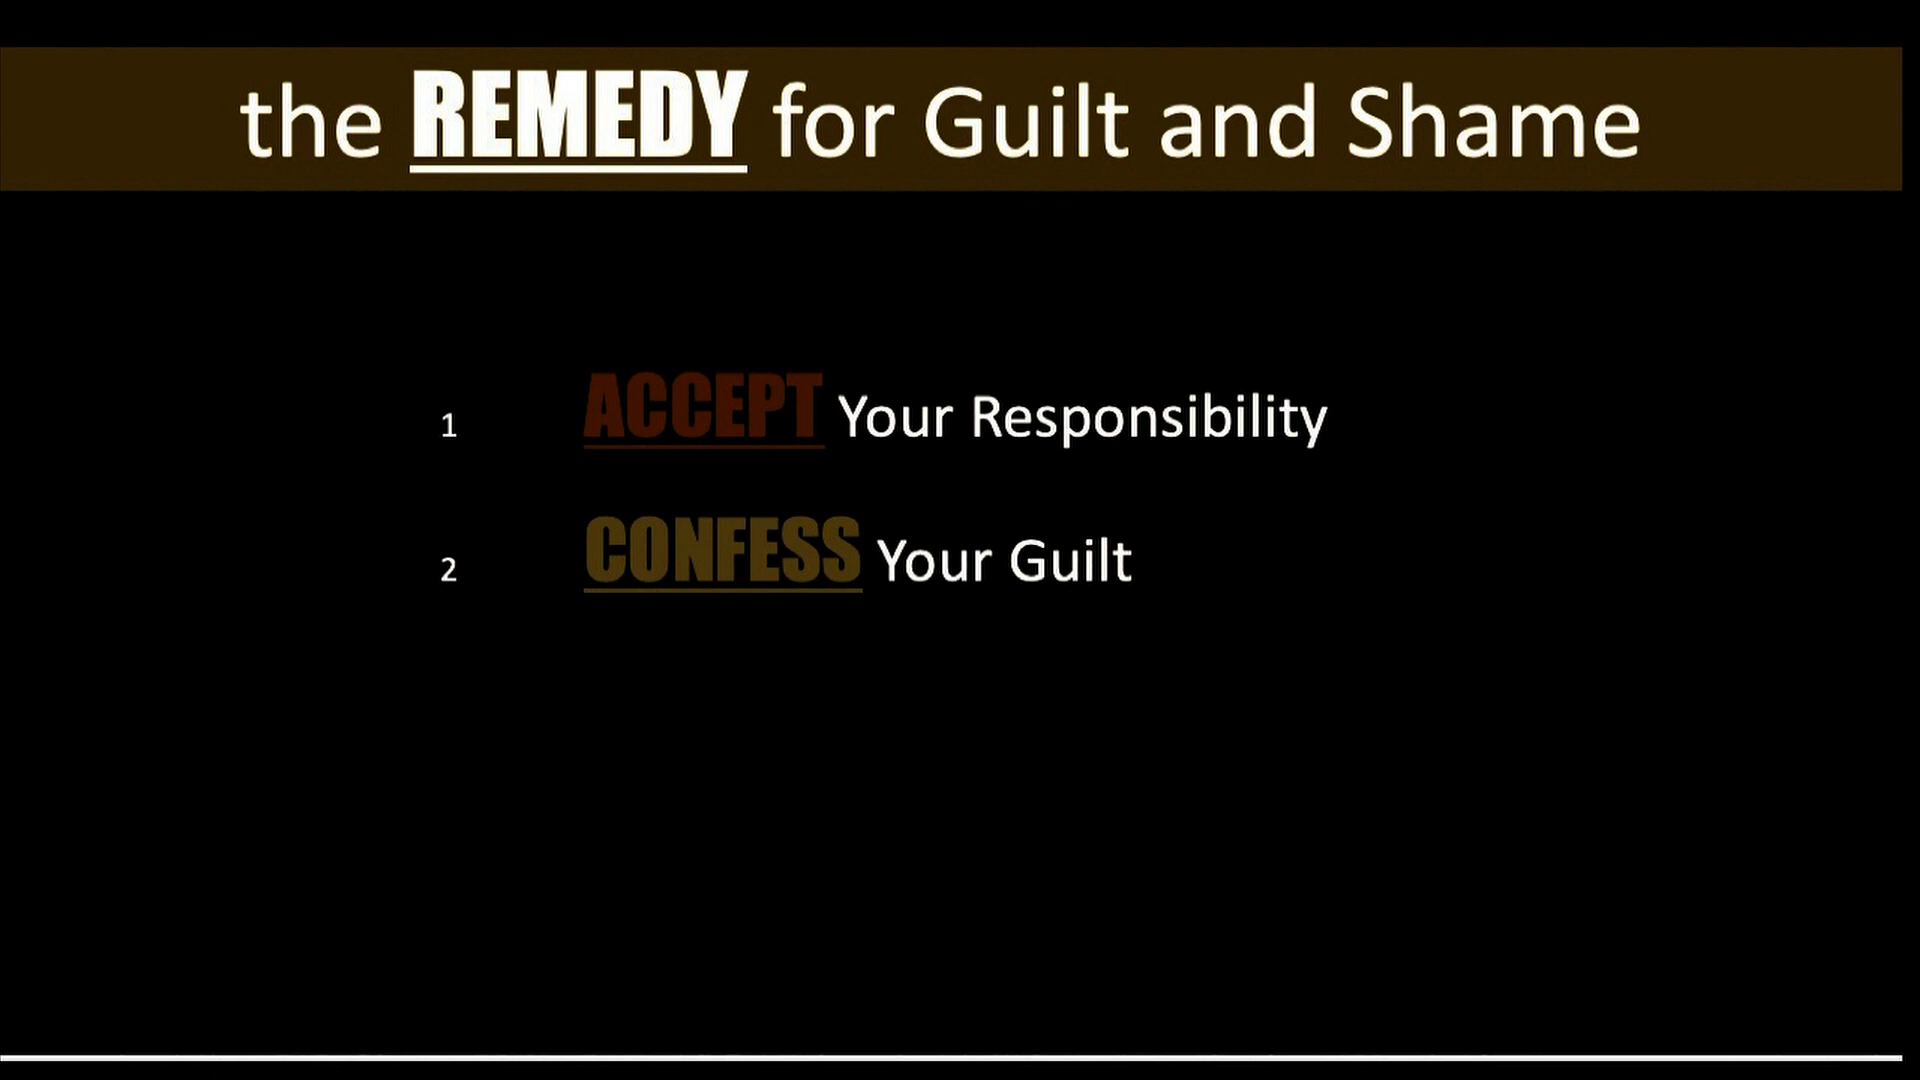 the REMEDY for Guilt and Shame
1 ACCEPT Your Responsibility
2 CONFESS Your Guilt